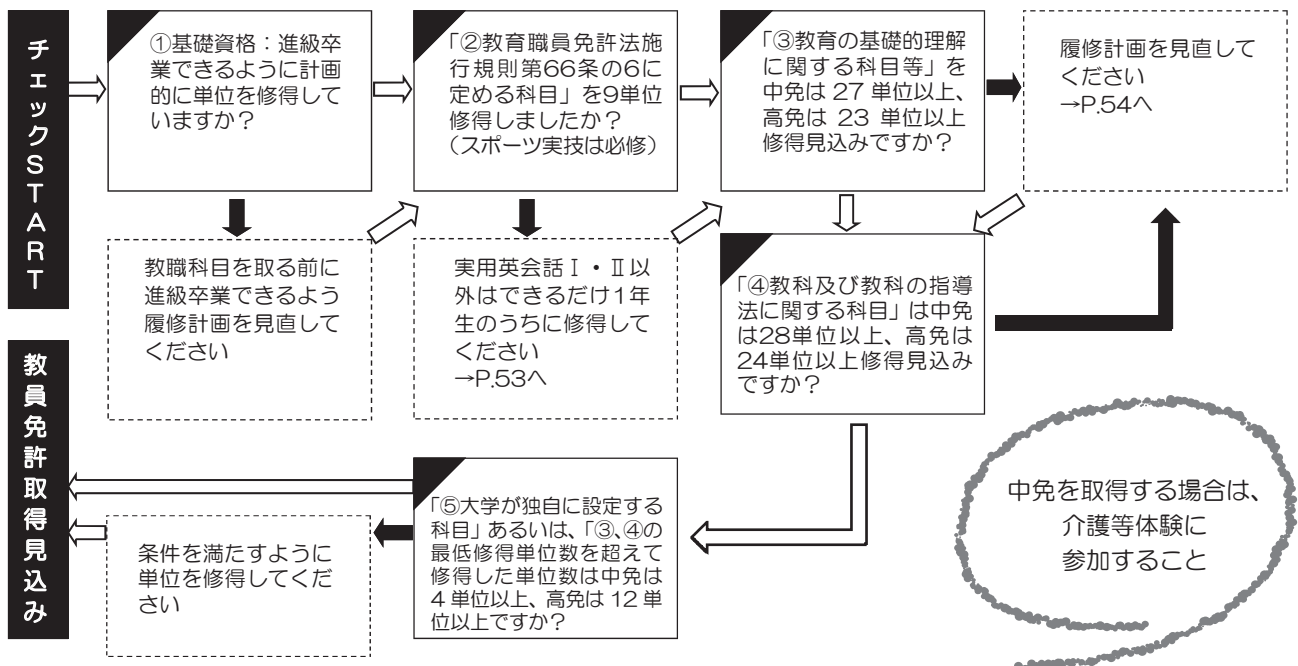 チェックSTART
①基礎資格：進級卒
業できるように計画
的に単位を修得して
いますか？
「②教育職員免許法施
行規則第66条の6に
定める科目」を9単位
修得しましたか？
（スポーツ実技は必修）
「③教育の基礎的理解
に関する科目等」を
中免は 27 単位以上、
高免は 23 単位以上
修得見込みですか？
履修計画を見直して
ください
→P.54へ
教職科目を取る前に
進級卒業できるよう
履修計画を見直して
ください
実用英会話Ⅰ・Ⅱ以
外はできるだけ1年
生のうちに修得して
ください
→P.53へ
「④教科及び教科の指導
法に関する科目」は中免
は28単位以上、高免は
24単位以上修得見込み
ですか？
教員免許取得見込み
条件を満たすように
単位を修得してくだ
さい
「⑤大学が独自に設定する
科目」あるいは、「③、④の
最低修得単位数を超えて
修得した単位数は中免は
4 単位以上、高免は 12 単
位以上ですか？
中免を取得する場合は、
介護等体験に
参加すること